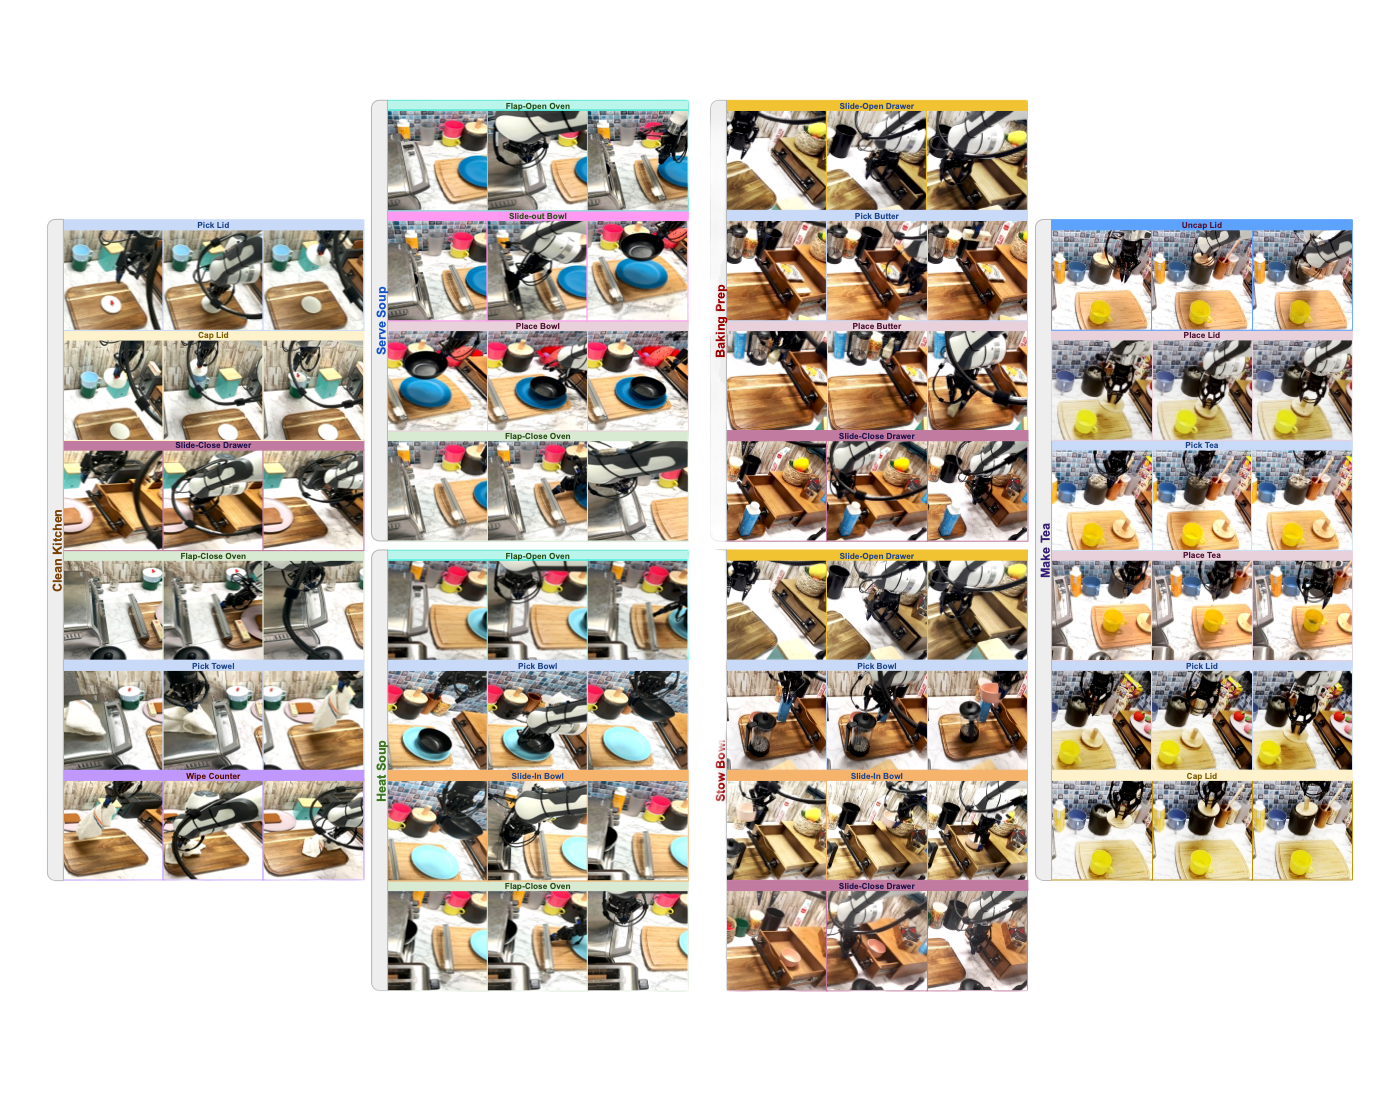 Clean Kitchen
Pick Lid
Cap Lid
Slide-Close Drawer
Flap-Close Oven
Pick Towel
Wipe Counter
Serve Soup
Flap-Open Oven
Slide-out Bowl
Place Bowl
Flap-Close Oven
Heat Soup
Flap-Open Oven
Pick Bowl
Slide-In Bowl
Flap-Close Oven
Baking Prep
Slide-Open Drawer
Pick Butter
Place Butter
Slide-Close Drawer
Stow Bowl
Slide-Open Drawer
Pick Bowl
Slide-In Bowl
Slide-Close Drawer
Make Tea
Uncap Lid
Place Lid
Pick Tea
Place Tea
Pick Lid
Cap Lid